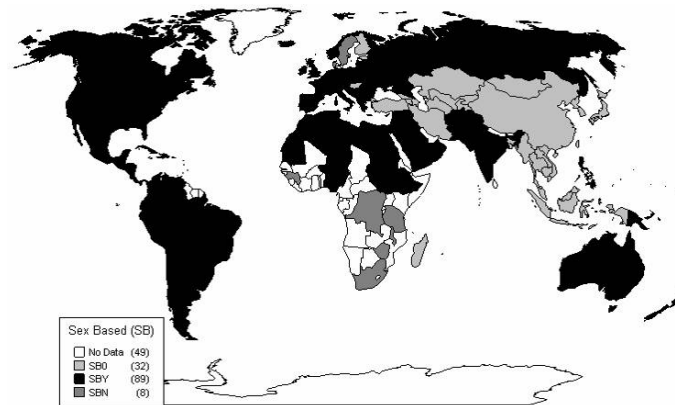 Sex Based (SB)
No Data (49)
SB0 (32)
SBY (89)
SBN (8)